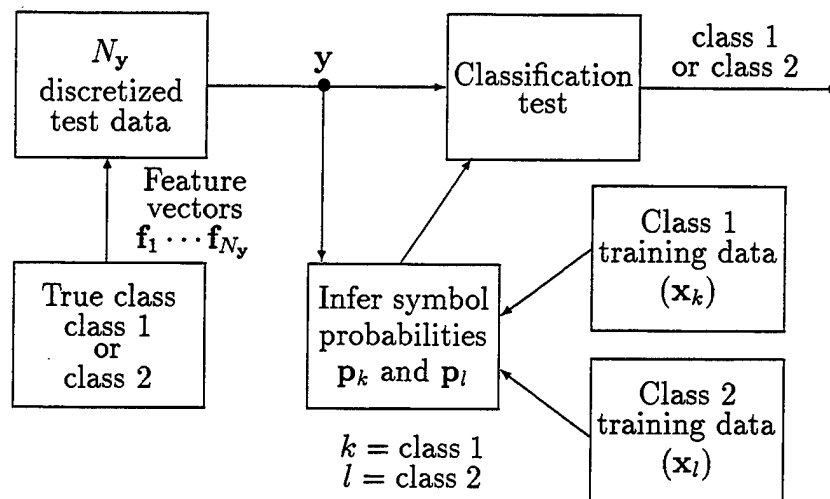 N_y
discretized
test data
y
Classification
test
class 1
or class 2
Feature
vectors
f_1 ··· f_{N_y}
True class
class 1
or
class 2
Infer symbol
probabilities
p_k and p_l
Class 1
training data
(x_k)
Class 2
training data
(x_l)
k = class 1
l = class 2